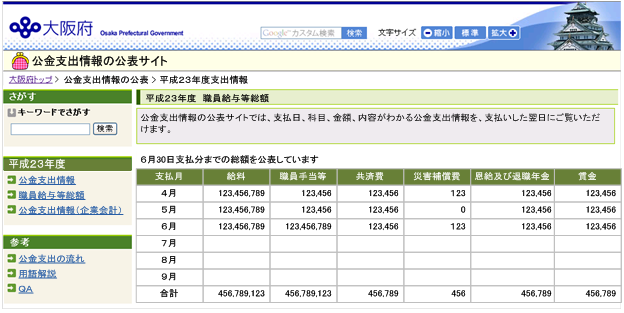 大阪府 Osaka Prefectural Government
Google カスタム検索 検索 文字サイズ 縮小 標準 拡大
公金支出情報の公表サイト
大阪府トップ > 公金支出情報の公表 > 平成23年度支出情報
さがす
キーワードでさがす
検索
平成23年度
公金支出情報
職員給与等総額
公金支出情報(企業会計)
参考
公金支出の流れ
用語解説
QA
平成23年度 職員給与等総額
公金支出情報の公表サイトでは、支払日、科目、金額、内容がわかる公金支出情報を、支払いした翌日にご覧いただ
けます。
6月30日支払分までの総額を公表しています
支払月 給料 職員手当等 共済費 災害補償費 恩給及び退職年金 賃金
4月 123,456,789 123,456 123,456 123 123,456 123,456
5月 123,456,789 123,456 123,456 0 123,456 123,456
6月 123,456,789 123,456,789 123,456 123 123,456 123,456
7月
8月
9月
合計 456,789,123 456,789,123 456,789 456 456,789 456,789